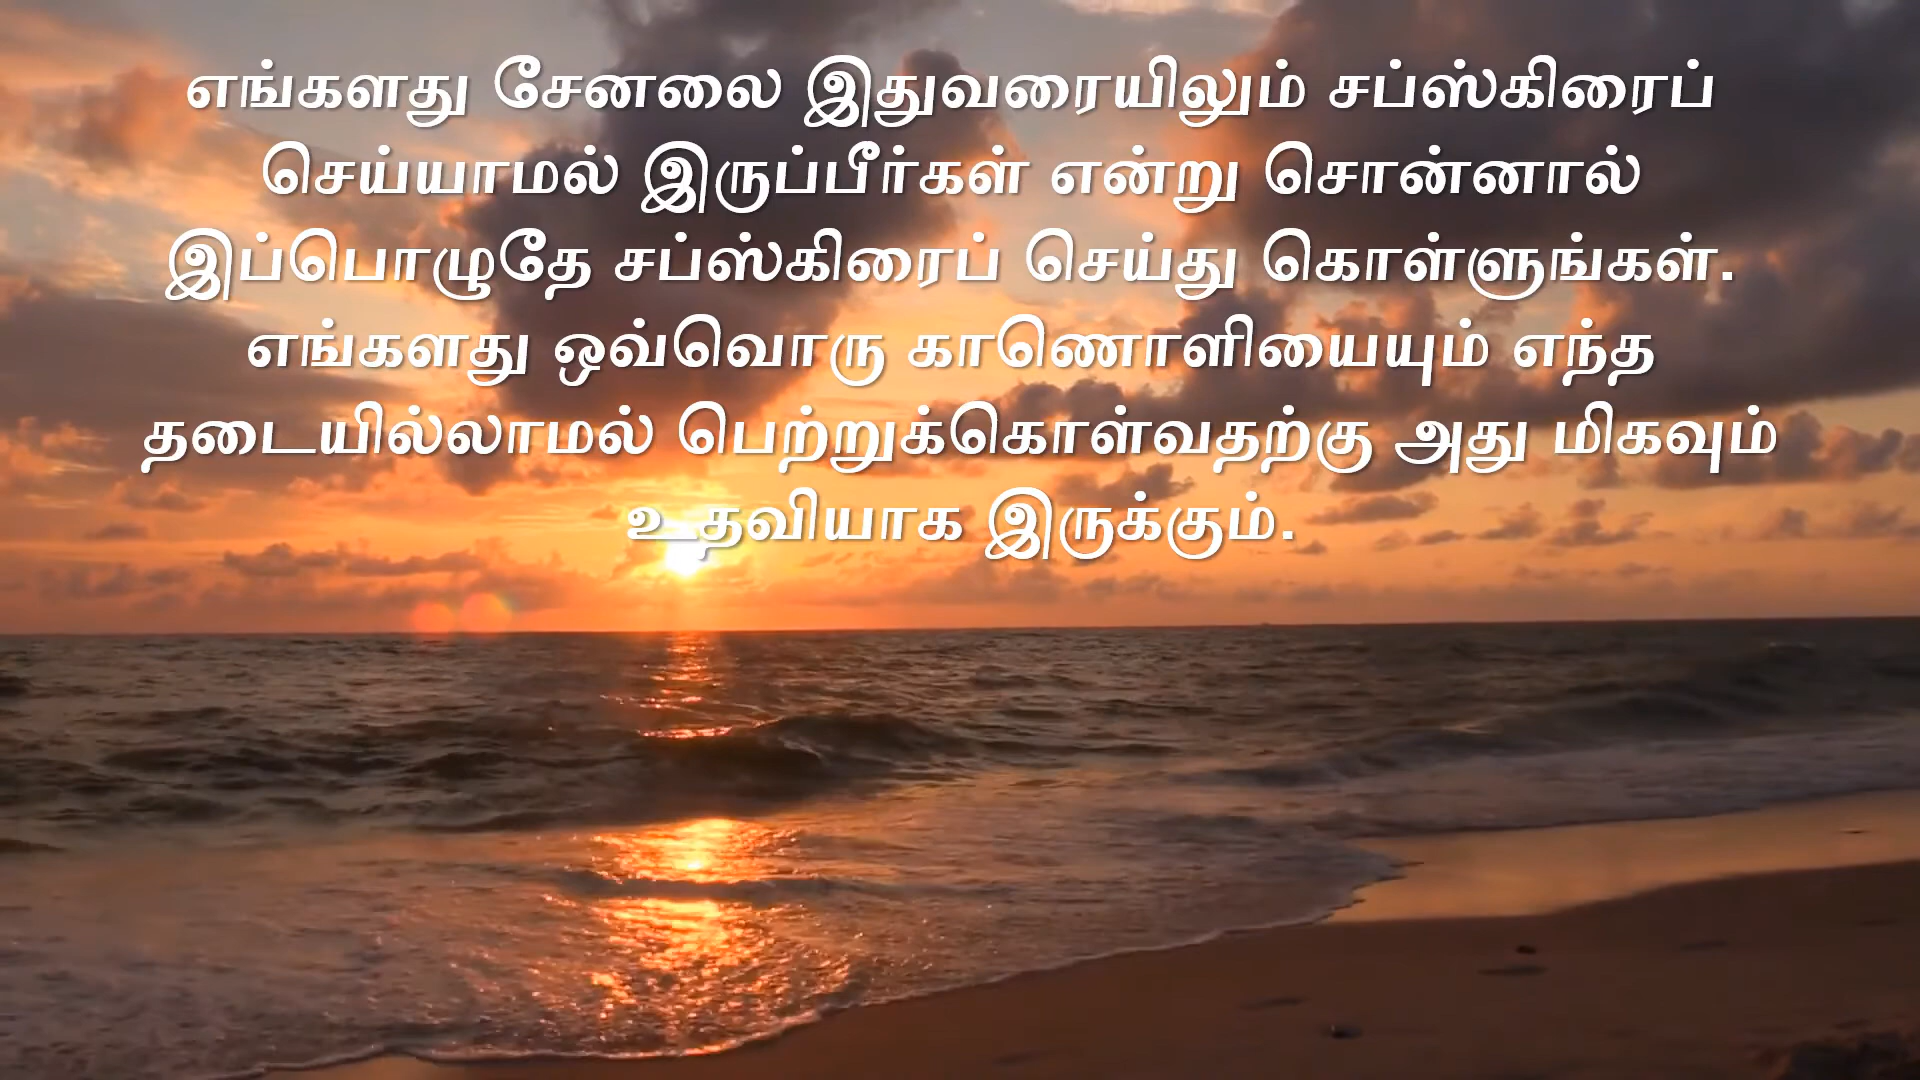 எங்களது சேனலை இதுவரையிலும் சப்ஸ்கிரைப்
செய்யாமல் இருப்பீர்கள் என்று சொன்னால்
இப்பொழுதே சப்ஸ்கிரைப் செய்து கொள்ளுங்கள்.
எங்களது ஒவ்வொரு காணொளியையும் எந்த
தடையில்லாமல் பெற்றுக்கொள்வதற்கு அது மிகவும்
உதவியாக இருக்கும்.